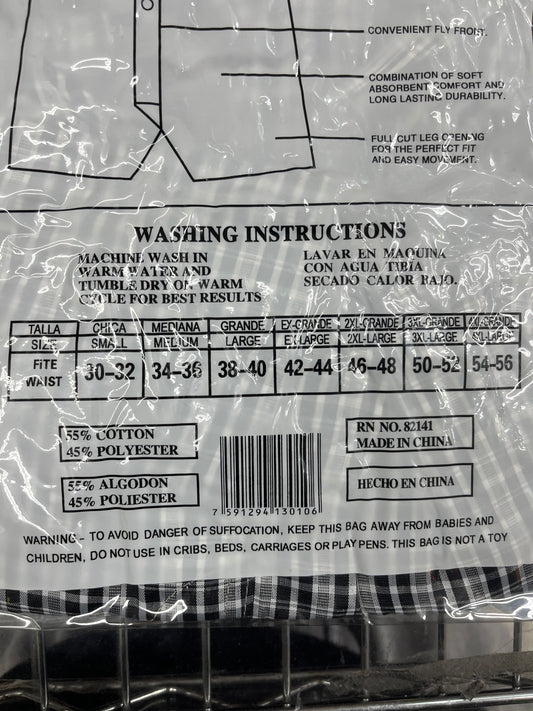 CONVENIENT FLY FRONT.
COMBINATION OF SOFT
ABSORBENT COMFORT AND
LONG LASTING DURABILITY.
FULL CUT LEG OPENING
FOR THE PERFECT FIT
AND EASY MOVEMENT.
WASHING INSTRUCTIONS
MACHINE WASH IN
WARM WATER AND
TUMBLE DRY ON WARM
CYCLE FOR BEST RESULTS
LAVAR EN MAQUINA
CON AGUA TIBIA
SECADO CALOR BAJO.
TALLA CHICA MEDIANA GRANDE EX-GRANDE 2XL-GRANDE 3XL-GRANDE 4XL-GRANDE
SIZE SMALL MEDIUM LARGE EX-LARGE 2XL-LARGE 3XL-LARGE 4XL-LARGE
FITE WAIST 30-32 34-36 38-40 42-44 46-48 50-52 54-56
55% COTTON
45% POLYESTER
55% ALGODON
45% POLIESTER
7 591294 130106
RN NO. 82141
MADE IN CHINA
HECHO EN CHINA
WARNING - TO AVOID DANGER OF SUFFOCATION, KEEP THIS BAG AWAY FROM BABIES AND
CHILDREN, DO NOT USE IN CRIBS, BEDS, CARRIAGES OR PLAY PENS. THIS BAG IS NOT A TOY